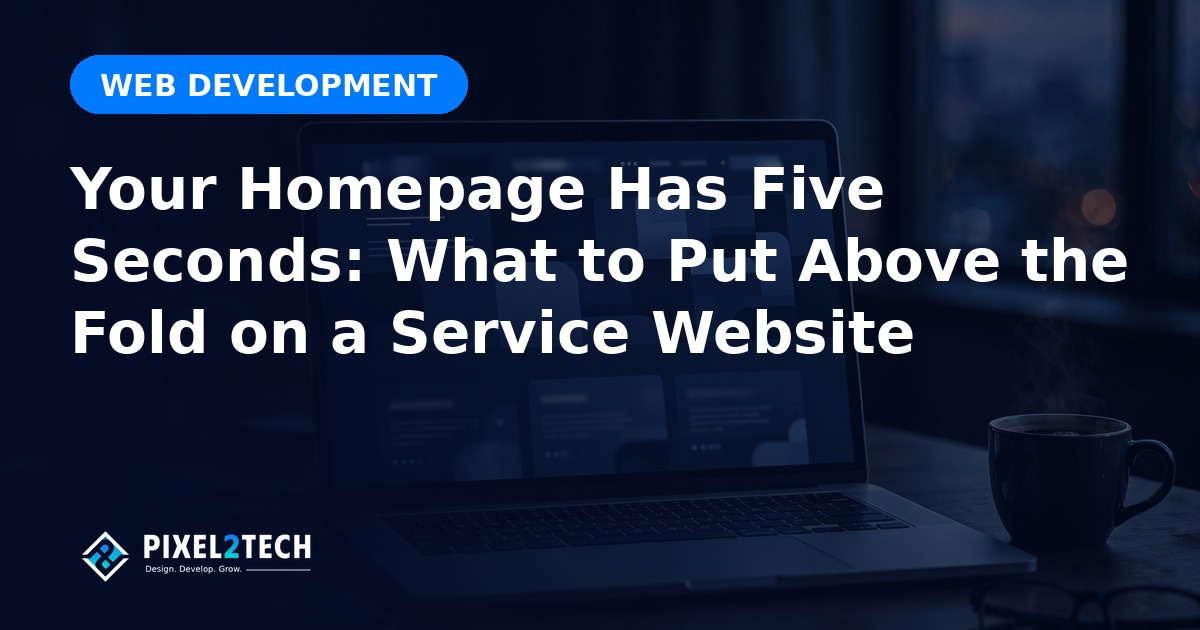 WEB DEVELOPMENT
Your Homepage Has Five
Seconds: What to Put Above the
Fold on a Service Website
PIXEL2TECH
Design. Develop. Grow.